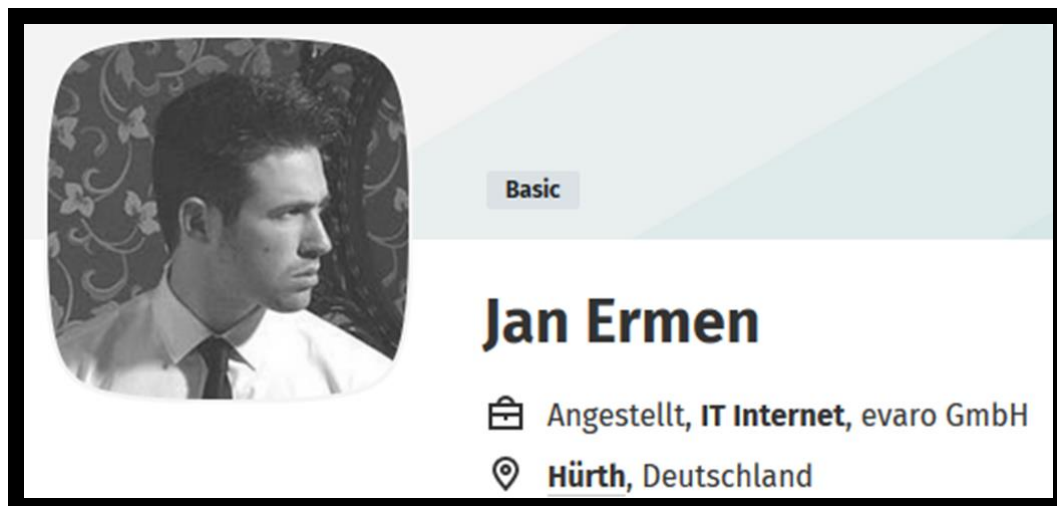 Basic
Jan Ermen
Angestellt, IT Internet, evaro GmbH
Hürth, Deutschland